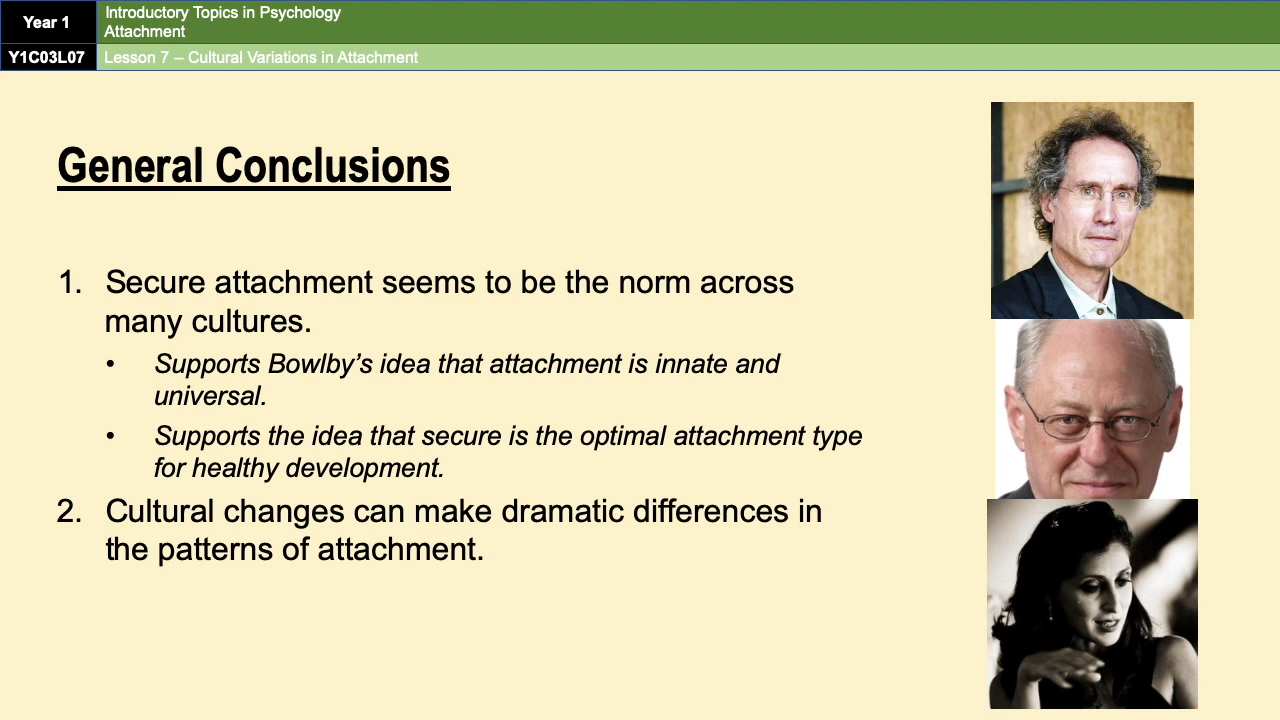 Year 1
Introductory Topics in Psychology
Attachment
Y1C03L07
Lesson 7 – Cultural Variations in Attachment
General Conclusions
1. Secure attachment seems to be the norm across
many cultures.
• Supports Bowlby’s idea that attachment is innate and
universal.
• Supports the idea that secure is the optimal attachment type
for healthy development.
2. Cultural changes can make dramatic differences in
the patterns of attachment.